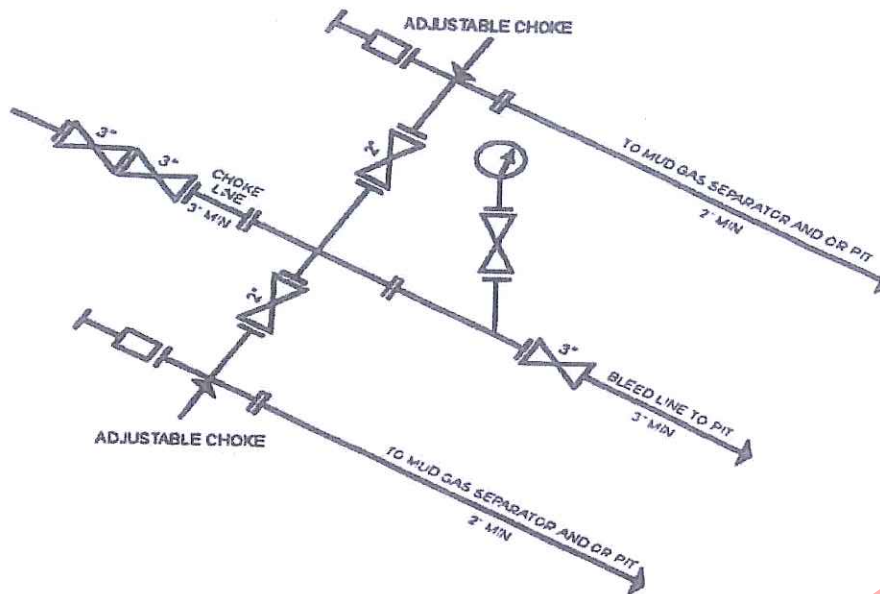 ADJUSTABLE CHOKE
3"
3"
CHOKE
LINE
3" MIN
2"
TO MUD GAS SEPARATOR AND OR PIT
2" MIN
2"
3"
BLEED LINE TO PIT
3" MIN
ADJUSTABLE CHOKE
TO MUD GAS SEPARATOR AND OR PIT
2" MIN